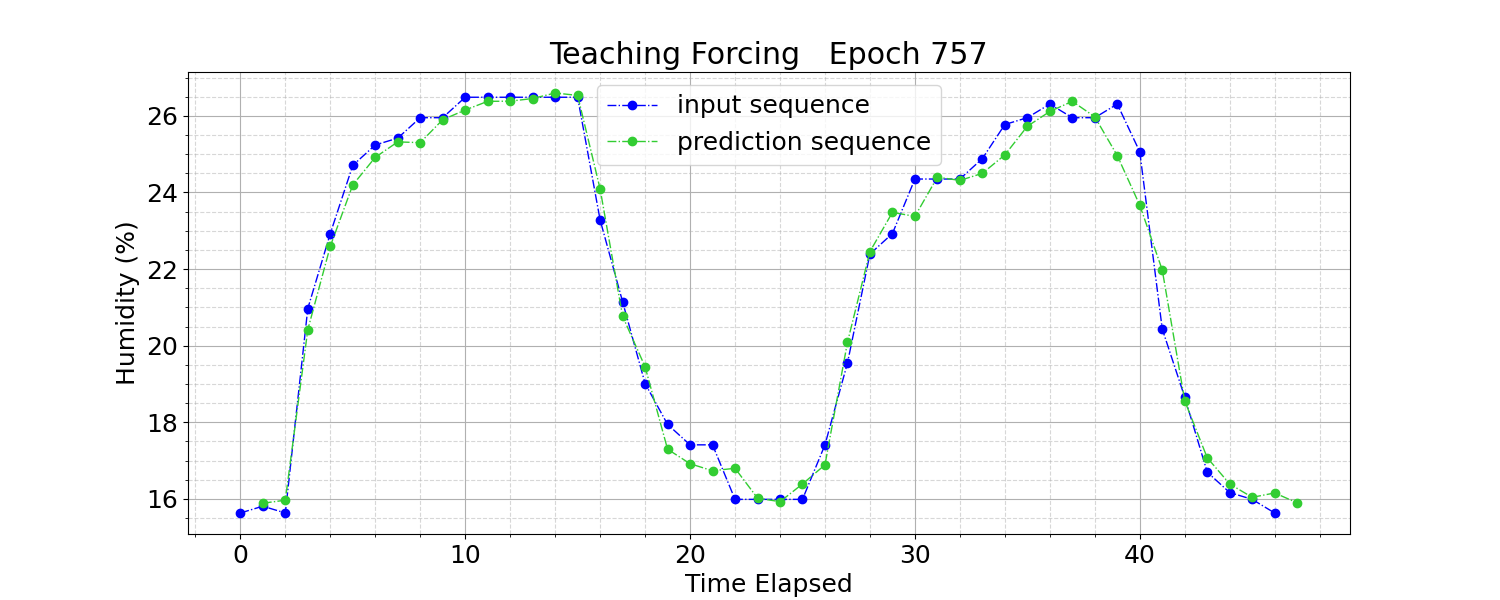 Teaching Forcing   Epoch 757
input sequence
prediction sequence
Humidity (%)
26
24
22
20
18
16
0 10 20 30 40
Time Elapsed